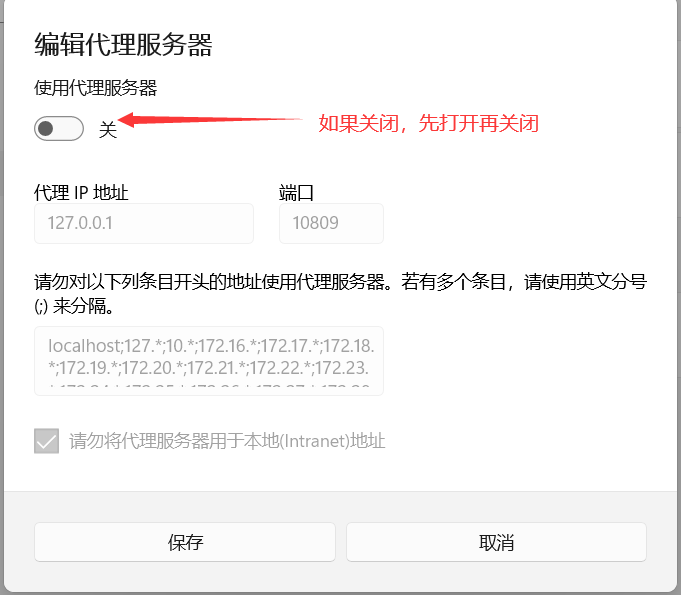 编辑代理服务器
使用代理服务器
关
如果关闭，先打开再关闭
代理 IP 地址
端口
127.0.0.1
10809
请勿对以下列条目开头的地址使用代理服务器。若有多个条目，请使用英文分号
(;) 来分隔。
localhost;127.*;10.*;172.16.*;172.17.*;172.18.
*;172.19.*;172.20.*;172.21.*;172.22.*;172.23.
请勿将代理服务器用于本地(Intranet)地址
保存
取消